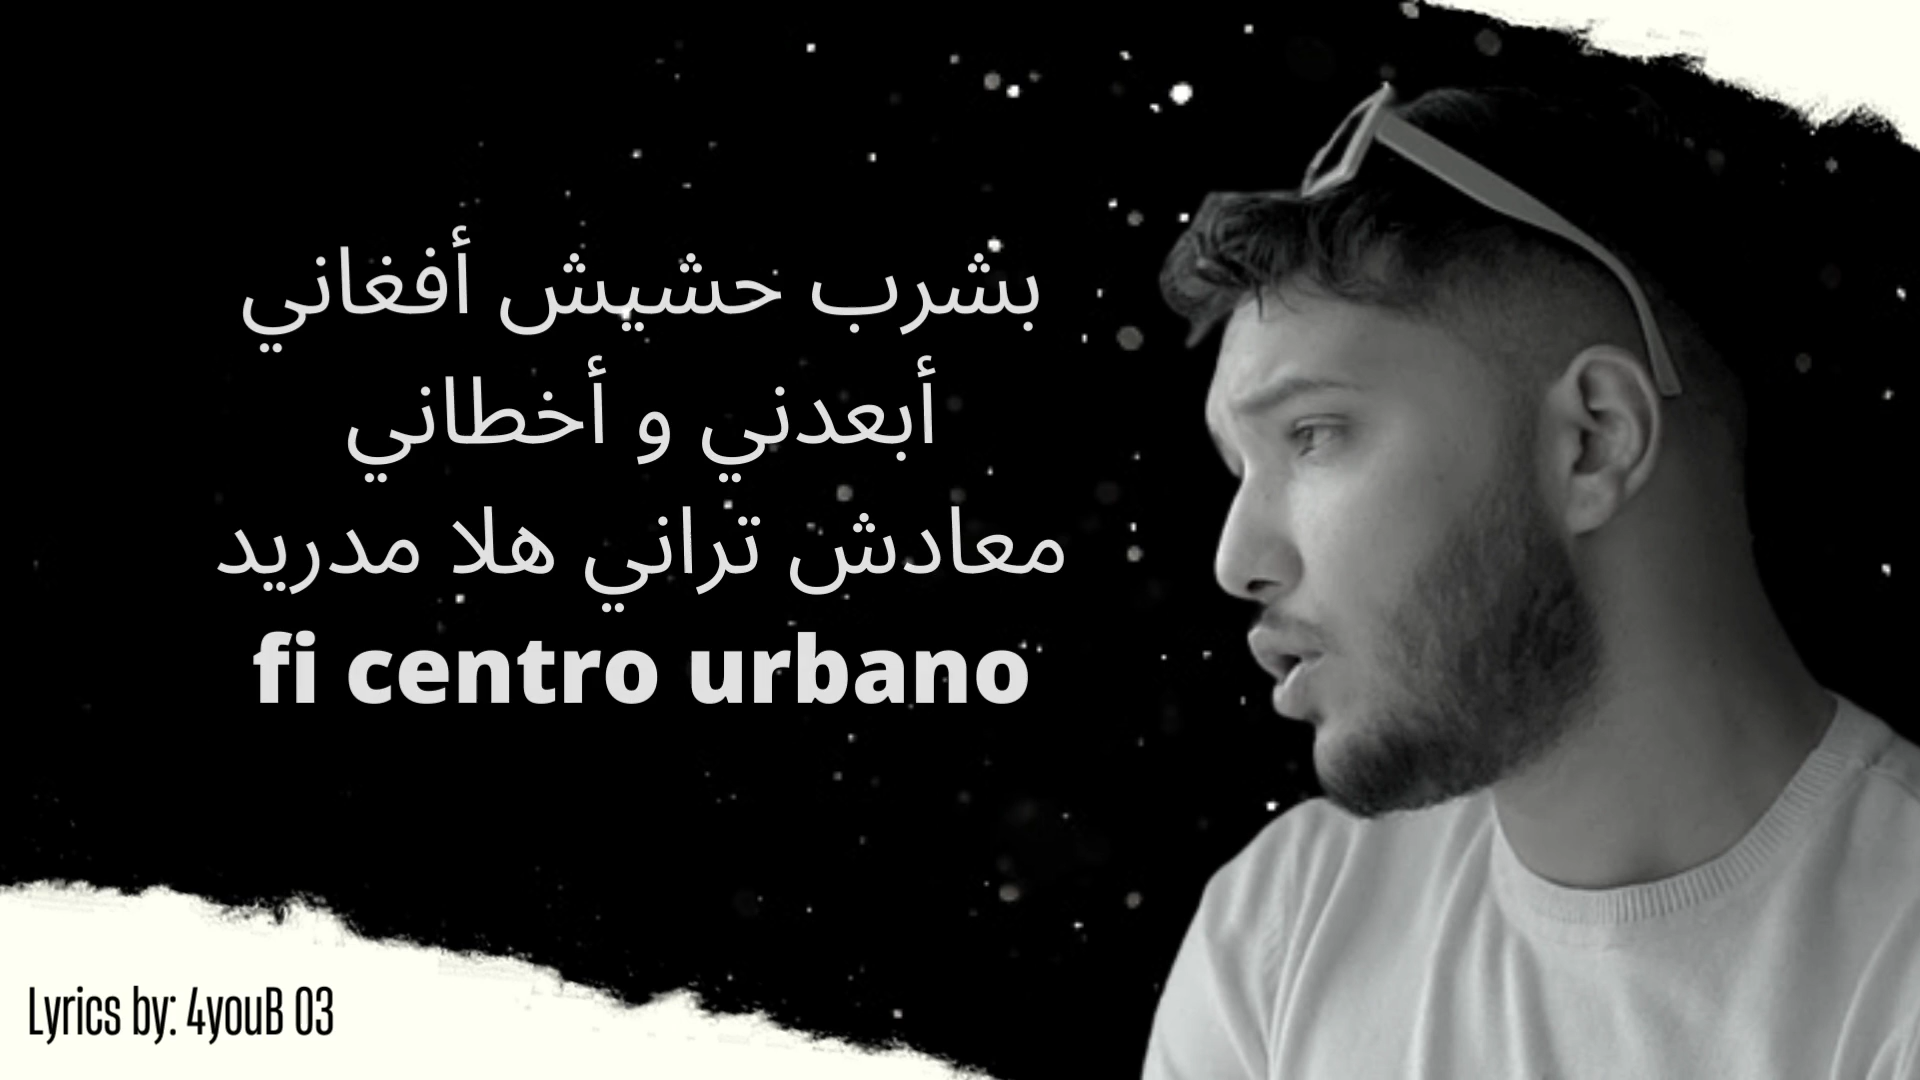 بشرب حشيش أفغاني
أبعدني و أخطاني
معادش تراني هلا مدريد
fi centro urbano
Lyrics by: 4youB 03